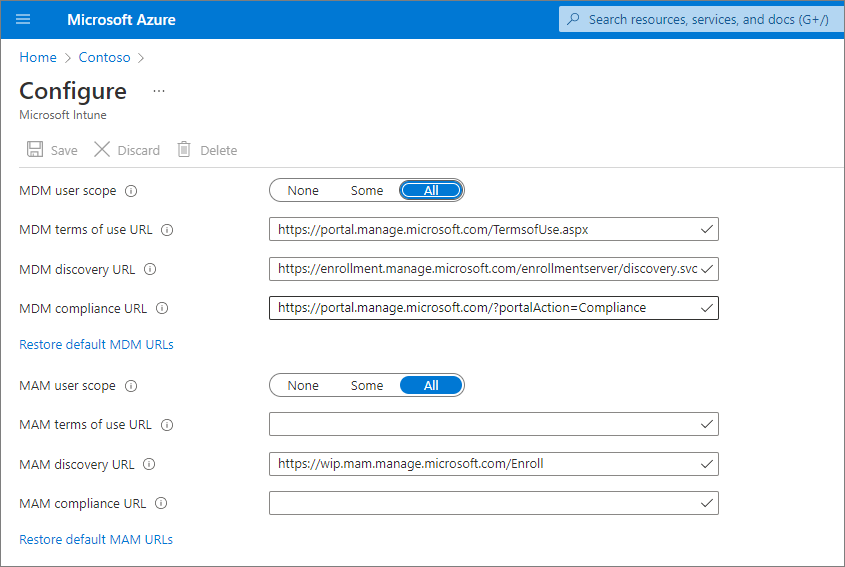 Microsoft Azure
Search resources, services, and docs (G+/)
Home > Contoso >
Configure ...
Microsoft Intune
Save Discard Delete
MDM user scope None Some All
MDM terms of use URL https://portal.manage.microsoft.com/TermsofUse.aspx
MDM discovery URL https://enrollment.manage.microsoft.com/enrollmentserver/discovery.svc
MDM compliance URL https://portal.manage.microsoft.com/?portalAction=Compliance
Restore default MDM URLs
MAM user scope None Some All
MAM terms of use URL
MAM discovery URL https://wip.mam.manage.microsoft.com/Enroll
MAM compliance URL
Restore default MAM URLs